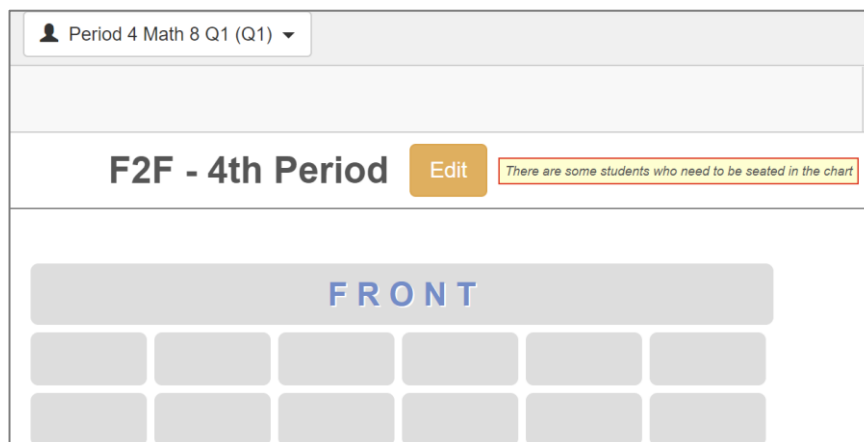 Period 4 Math 8 Q1 (Q1)
F2F - 4th Period
Edit
There are some students who need to be seated in the chart
FRONT